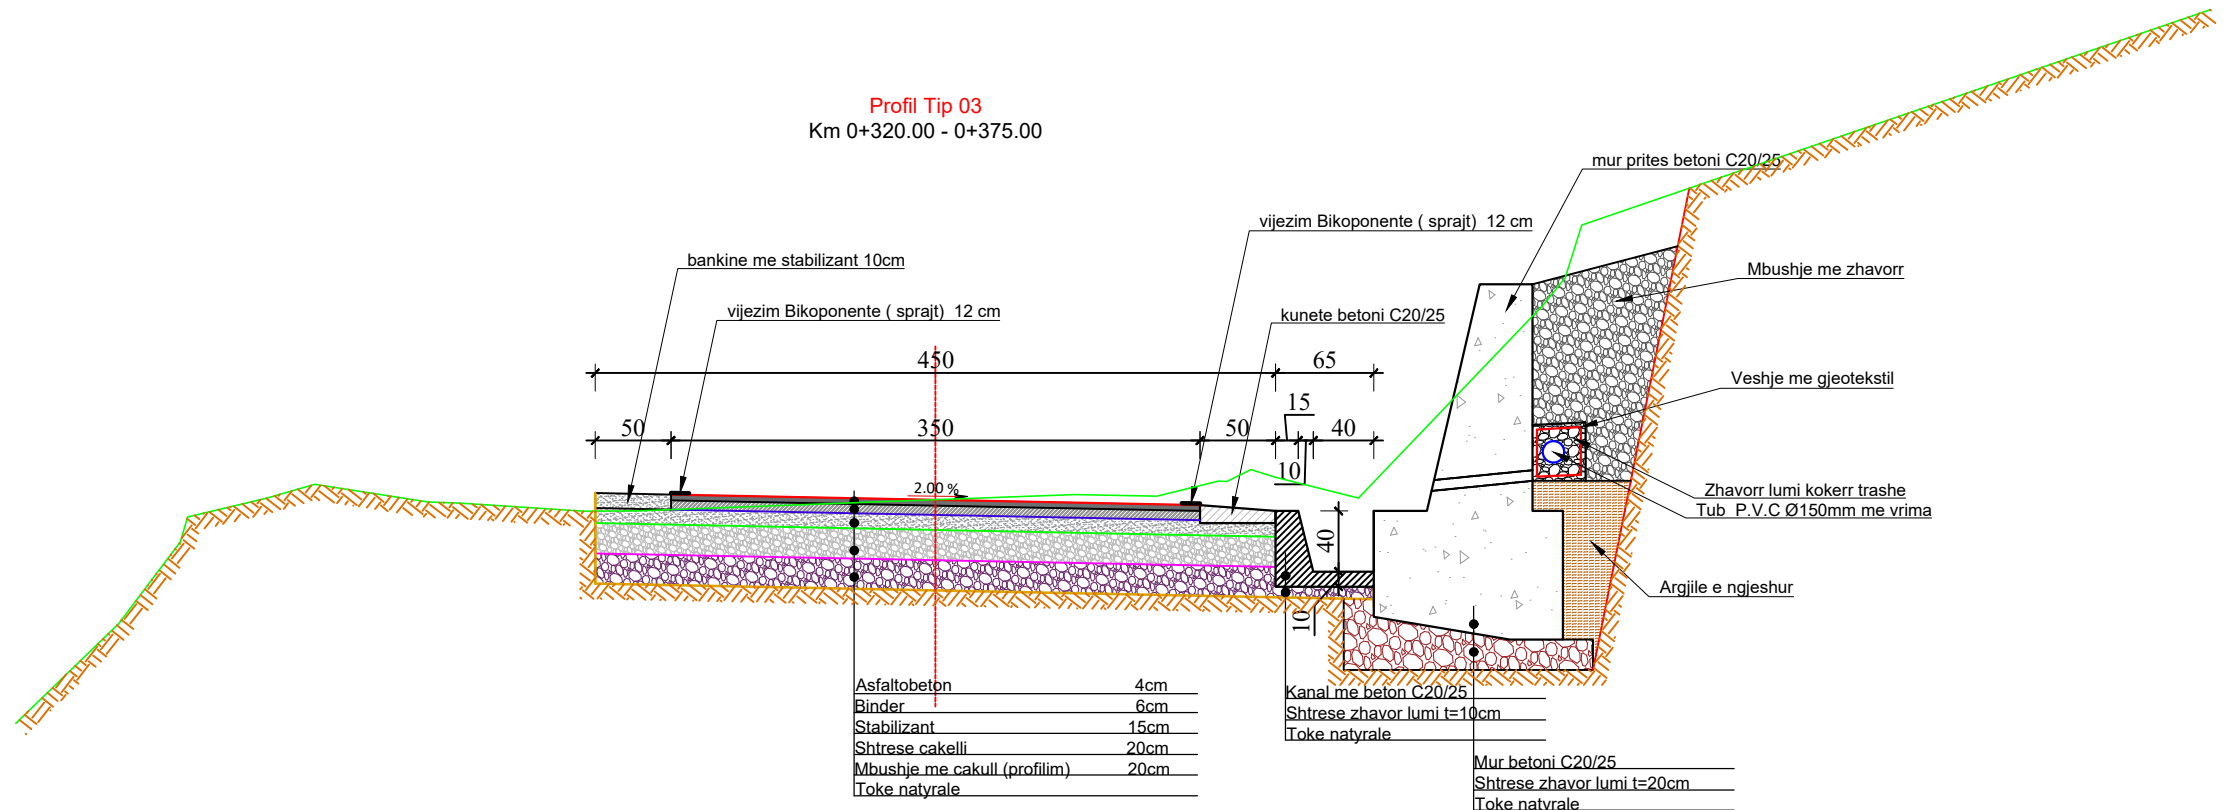 Profil Tip 03
Km 0+320.00 - 0+375.00
mur prites betoni C20/25
vijezim Bikoponente ( sprajt)  12 cm
bankine me stabilizant 10cm
Mbushje me zhavorr
vijezim Bikoponente ( sprajt)  12 cm
kunete betoni C20/25
450
65
Veshje me gjeotekstil
15
50
350
50
40
10
2.00 %
Zhavorr lumi kokerr trashe
Tub  P.V.C Ø150mm me vrima
40
Argjile e ngjeshur
10
Asfaltobeton 4cm
Binder 6cm
Stabilizant 15cm
Shtrese cakelli 20cm
Mbushje me cakull (profilim) 20cm
Toke natyrale
Kanal me beton C20/25
Shtrese zhavor lumi t=10cm
Toke natyrale
Mur betoni C20/25
Shtrese zhavor lumi t=20cm
Toke natyrale